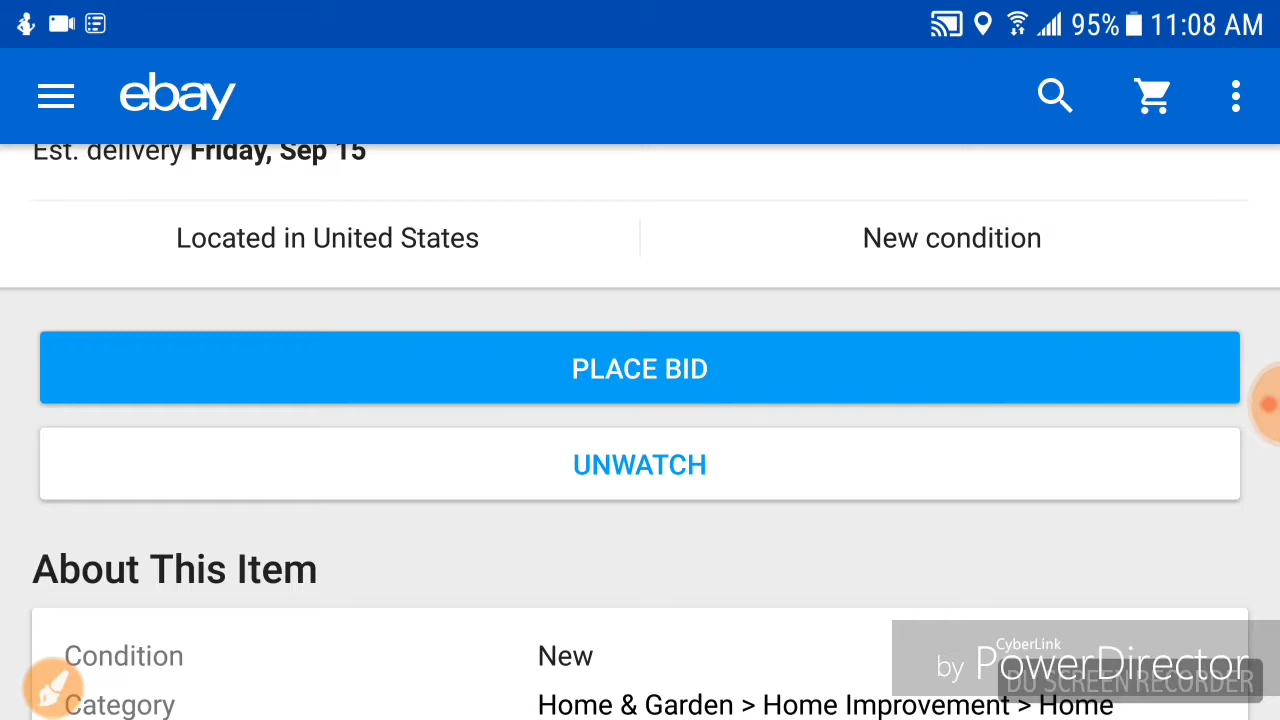 95% 11:08 AM
ebay
Est. delivery Friday, Sep 15
Located in United States
New condition
PLACE BID
UNWATCH
About This Item
Condition New
Category Home & Garden > Home Improvement > Home
CyberLink
by PowerDirector
DU SCREEN RECORDER